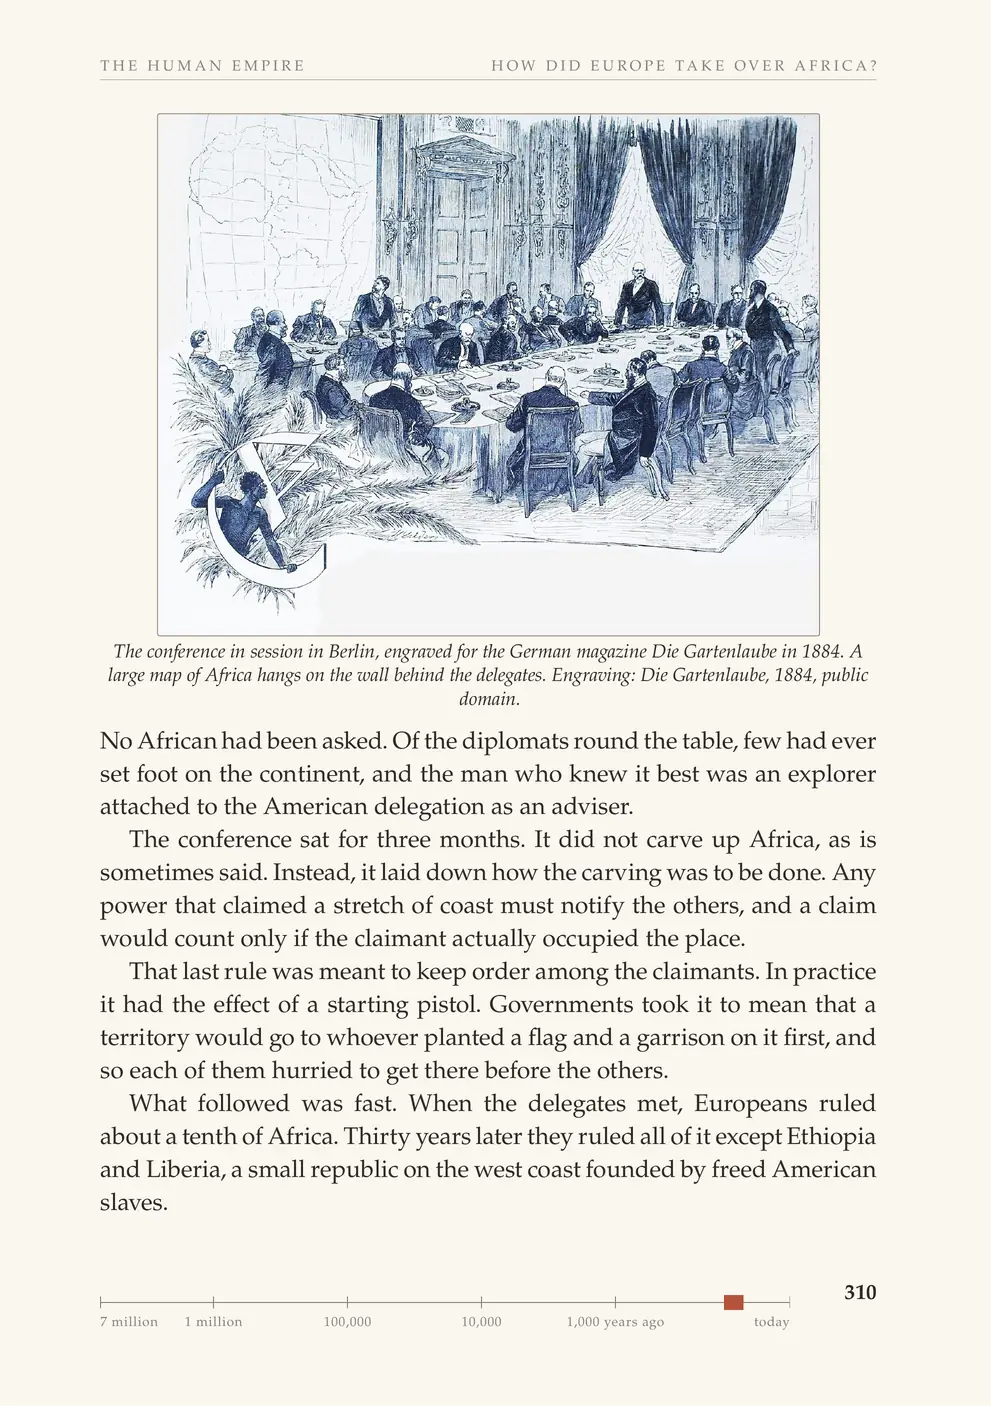 THE HUMAN EMPIRE
HOW DID EUROPE TAKE OVER AFRICA?
The conference in session in Berlin, engraved for the German magazine Die Gartenlaube in 1884. A
large map of Africa hangs on the wall behind the delegates. Engraving: Die Gartenlaube, 1884, public
domain.
No African had been asked. Of the diplomats round the table, few had ever
set foot on the continent, and the man who knew it best was an explorer
attached to the American delegation as an adviser.
The conference sat for three months. It did not carve up Africa, as is
sometimes said. Instead, it laid down how the carving was to be done. Any
power that claimed a stretch of coast must notify the others, and a claim
would count only if the claimant actually occupied the place.
That last rule was meant to keep order among the claimants. In practice
it had the effect of a starting pistol. Governments took it to mean that a
territory would go to whoever planted a flag and a garrison on it first, and
so each of them hurried to get there before the others.
What followed was fast. When the delegates met, Europeans ruled
about a tenth of Africa. Thirty years later they ruled all of it except Ethiopia
and Liberia, a small republic on the west coast founded by freed American
slaves.
310
7 million 1 million 100,000 10,000 1,000 years ago today